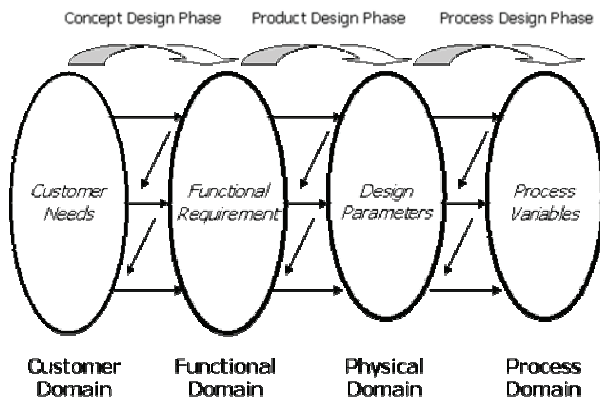 Concept Design Phase Product Design Phase Process Design Phase
Customer Needs
Functional Requirement
Design Parameters
Process Variables
Customer Domain
Functional Domain
Physical Domain
Process Domain